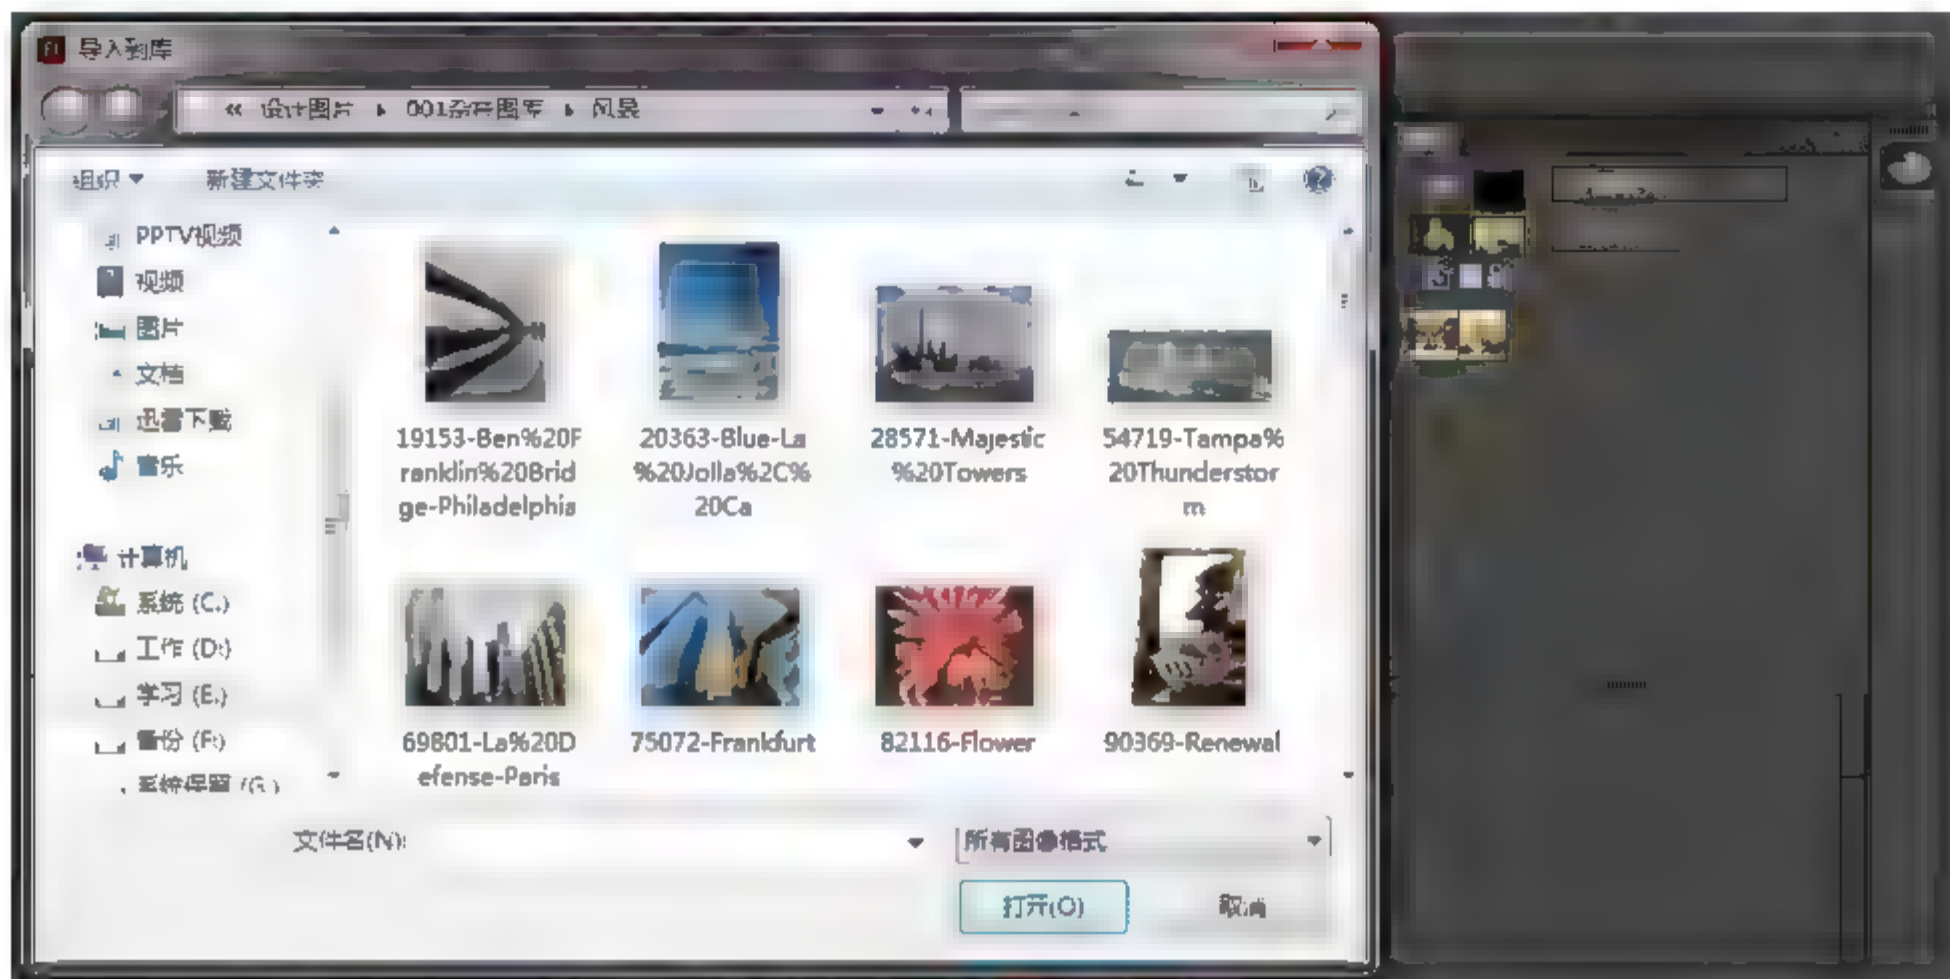 导入到库
« 设计图片 ▸ 001杂志图库 ▸ 风景
组织 ▼ 新建文件夹
PPTV视频
视频
图片
文档
迅雷下载
音乐
计算机
系统 (C:)
工作 (D:)
学习 (E:)
备份 (F:)
系统保留 (G:)
19153-Ben%20F
ranklin%20Brid
ge-Philadelphia
20363-Blue-La
%20Jolla%2C%
20Ca
28571-Majestic
%20Towers
54719-Tampa%
20Thunderstor
m
69801-La%20D
efense-Paris
75072-Frankfurt
82116-Flower
90369-Renewal
文件名(N):
所有图像格式
打开(O) 取消